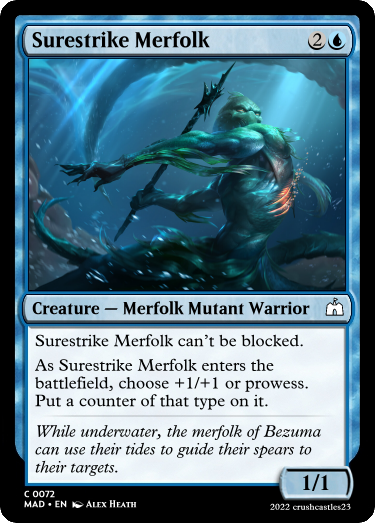 Surestrike Merfolk 2
Creature — Merfolk Mutant Warrior
Surestrike Merfolk can't be blocked.
As Surestrike Merfolk enters the
battlefield, choose +1/+1 or prowess.
Put a counter of that type on it.
While underwater, the merfolk of Bezuma
can use their tides to guide their spears to
their targets.
1/1
C 0072
MAD • EN Alex Heath
2022 crushcastles23